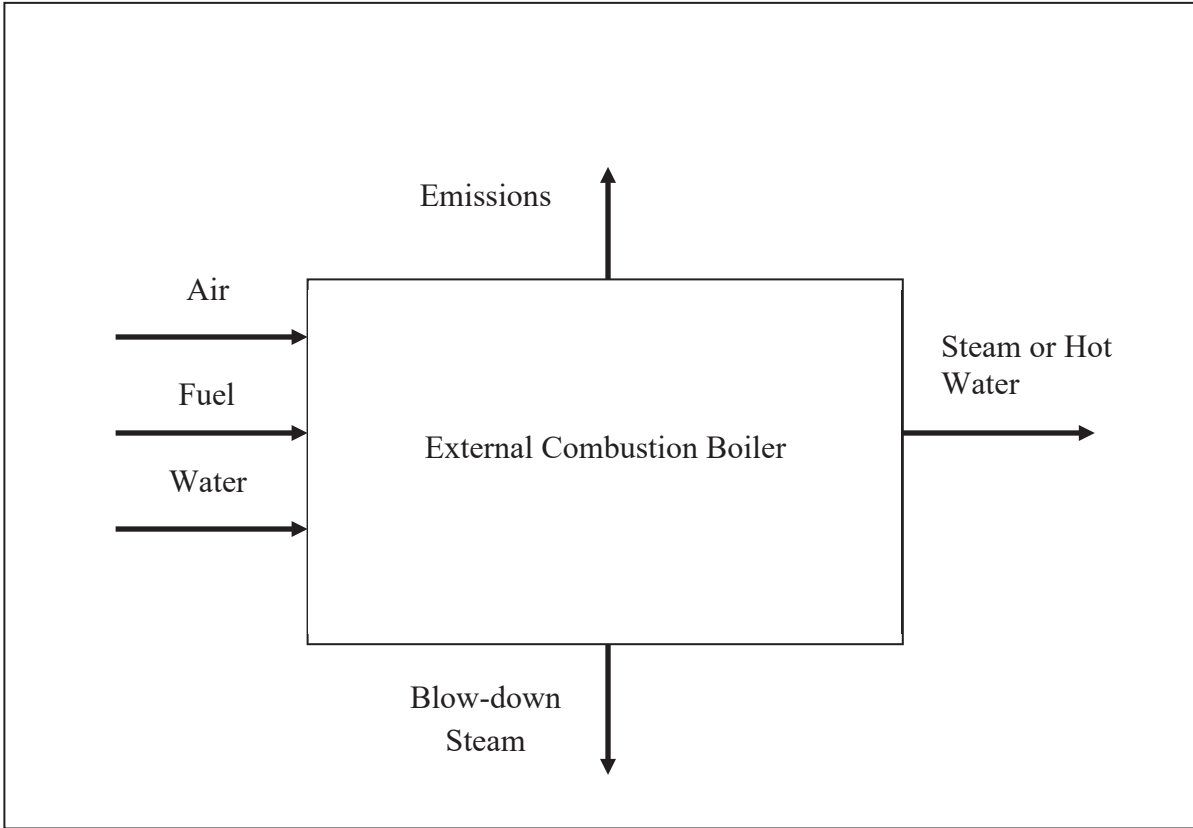 Emissions
Air
Fuel
Water
External Combustion Boiler
Steam or Hot
Water
Blow-down
Steam